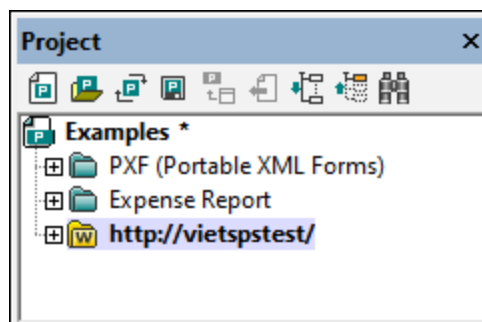 Project
Examples *
PXF (Portable XML Forms)
Expense Report
http://vietspstest/